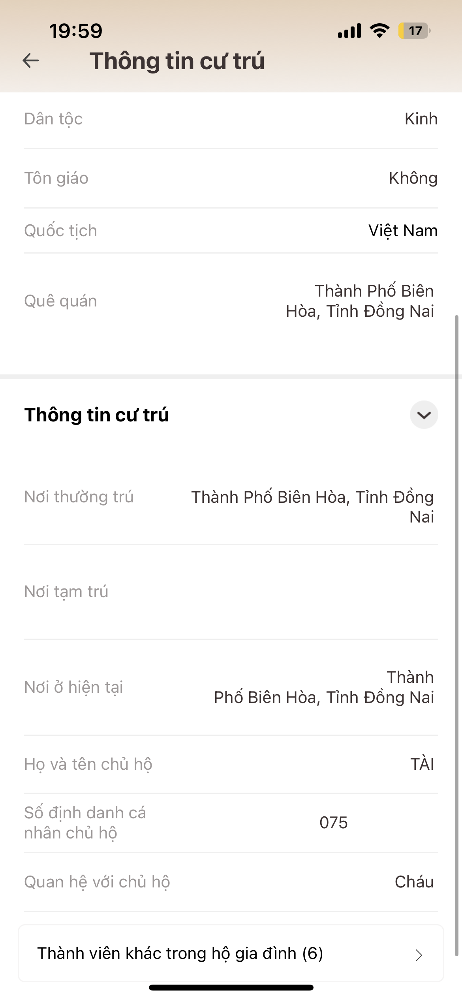 19:59
17
Thông tin cư trú
Dân tộc Kinh
Tôn giáo Không
Quốc tịch Việt Nam
Quê quán Thành Phố Biên
Hòa, Tỉnh Đồng Nai
Thông tin cư trú
Nơi thường trú Thành Phố Biên Hòa, Tỉnh Đồng
Nai
Nơi tạm trú
Nơi ở hiện tại Thành
Phố Biên Hòa, Tỉnh Đồng Nai
Họ và tên chủ hộ TÀI
Số định danh cá
nhân chủ hộ 075
Quan hệ với chủ hộ Cháu
Thành viên khác trong hộ gia đình (6)